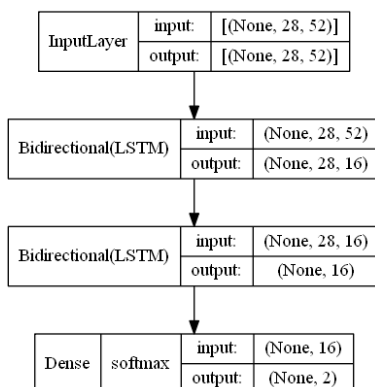 InputLayer
input: [(None, 28, 52)]
output: [(None, 28, 52)]
Bidirectional(LSTM)
input: (None, 28, 52)
output: (None, 28, 16)
Bidirectional(LSTM)
input: (None, 28, 16)
output: (None, 16)
Dense softmax
input: (None, 16)
output: (None, 2)